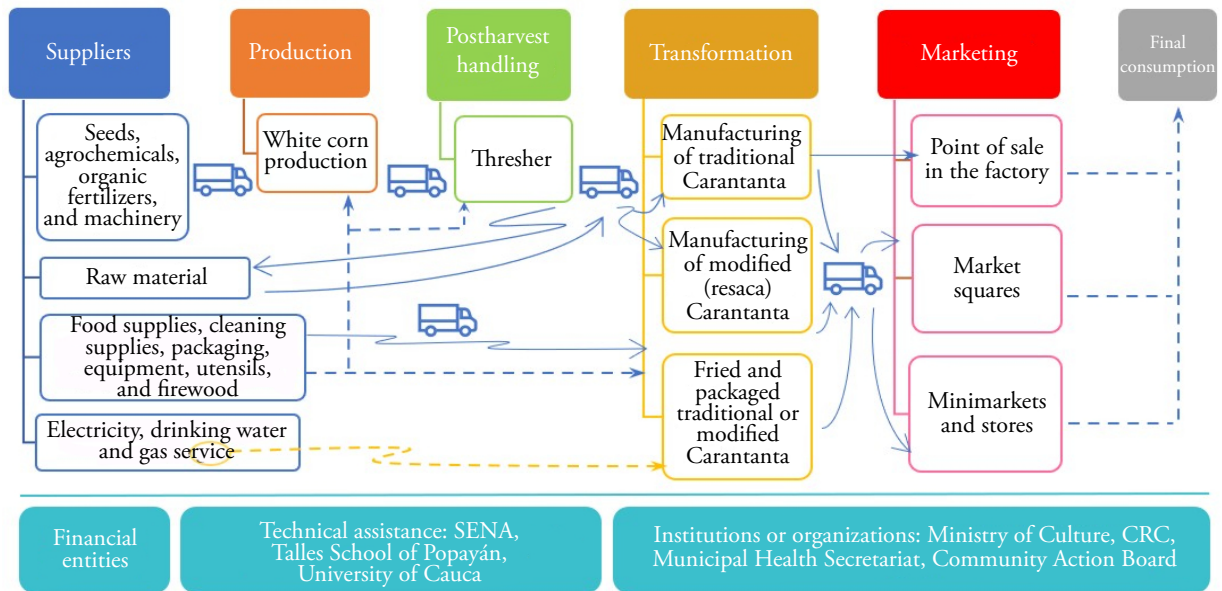 Suppliers
Production
Postharvest
handling
Transformation
Marketing
Final
consumption
Seeds,
agrochemicals,
organic
fertilizers,
and machinery
White corn
production
Thresher
Manufacturing
of traditional
Carantanta
Point of sale
in the factory
Raw material
Manufacturing
of modified
(resaca)
Carantanta
Market
squares
Food supplies, cleaning
supplies, packaging,
equipment, utensils,
and firewood
Fried and
packaged
traditional or
modified
Carantanta
Minimarkets
and stores
Electricity, drinking water
and gas service
Financial
entities
Technical assistance: SENA,
Talles School of Popayán,
University of Cauca
Institutions or organizations: Ministry of Culture, CRC,
Municipal Health Secretariat, Community Action Board